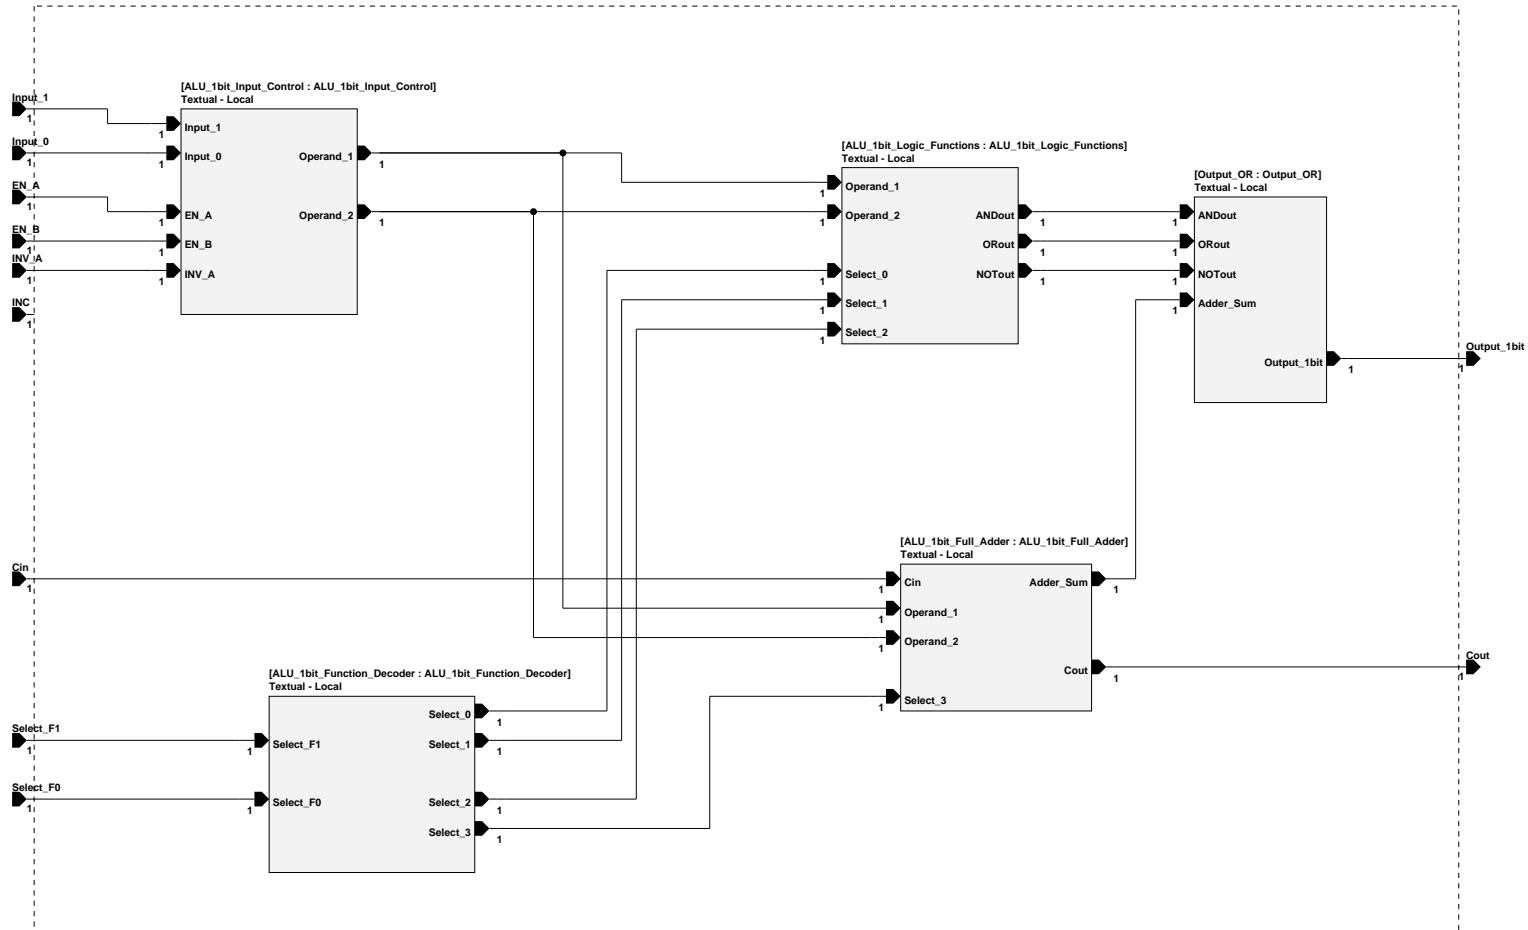 Input_1
1
Input_0
1
EN_A
1
EN_B
1
INV_A
1
INC
1
[ALU_1bit_Input_Control : ALU_1bit_Input_Control]
Textual - Local
1
Input_1
1
Input_0
1
EN_A
1
EN_B
1
INV_A
Operand_1
1
Operand_2
1
[ALU_1bit_Logic_Functions : ALU_1bit_Logic_Functions]
Textual - Local
1
Operand_1
1
Operand_2
1
Select_0
1
Select_1
1
Select_2
ANDout
1
ORout
1
NOTout
1
[Output_OR : Output_OR]
Textual - Local
1
ANDout
1
ORout
1
NOTout
1
Adder_Sum
Output_1bit
1
Output_1bit
1
Cin
1
[ALU_1bit_Full_Adder : ALU_1bit_Full_Adder]
Textual - Local
1
Cin
1
Operand_1
1
Operand_2
1
Select_3
Adder_Sum
1
Cout
1
Cout
1
Select_F1
1
Select_F0
1
[ALU_1bit_Function_Decoder : ALU_1bit_Function_Decoder]
Textual - Local
1
Select_F1
1
Select_F0
Select_0
1
Select_1
1
Select_2
1
Select_3
1